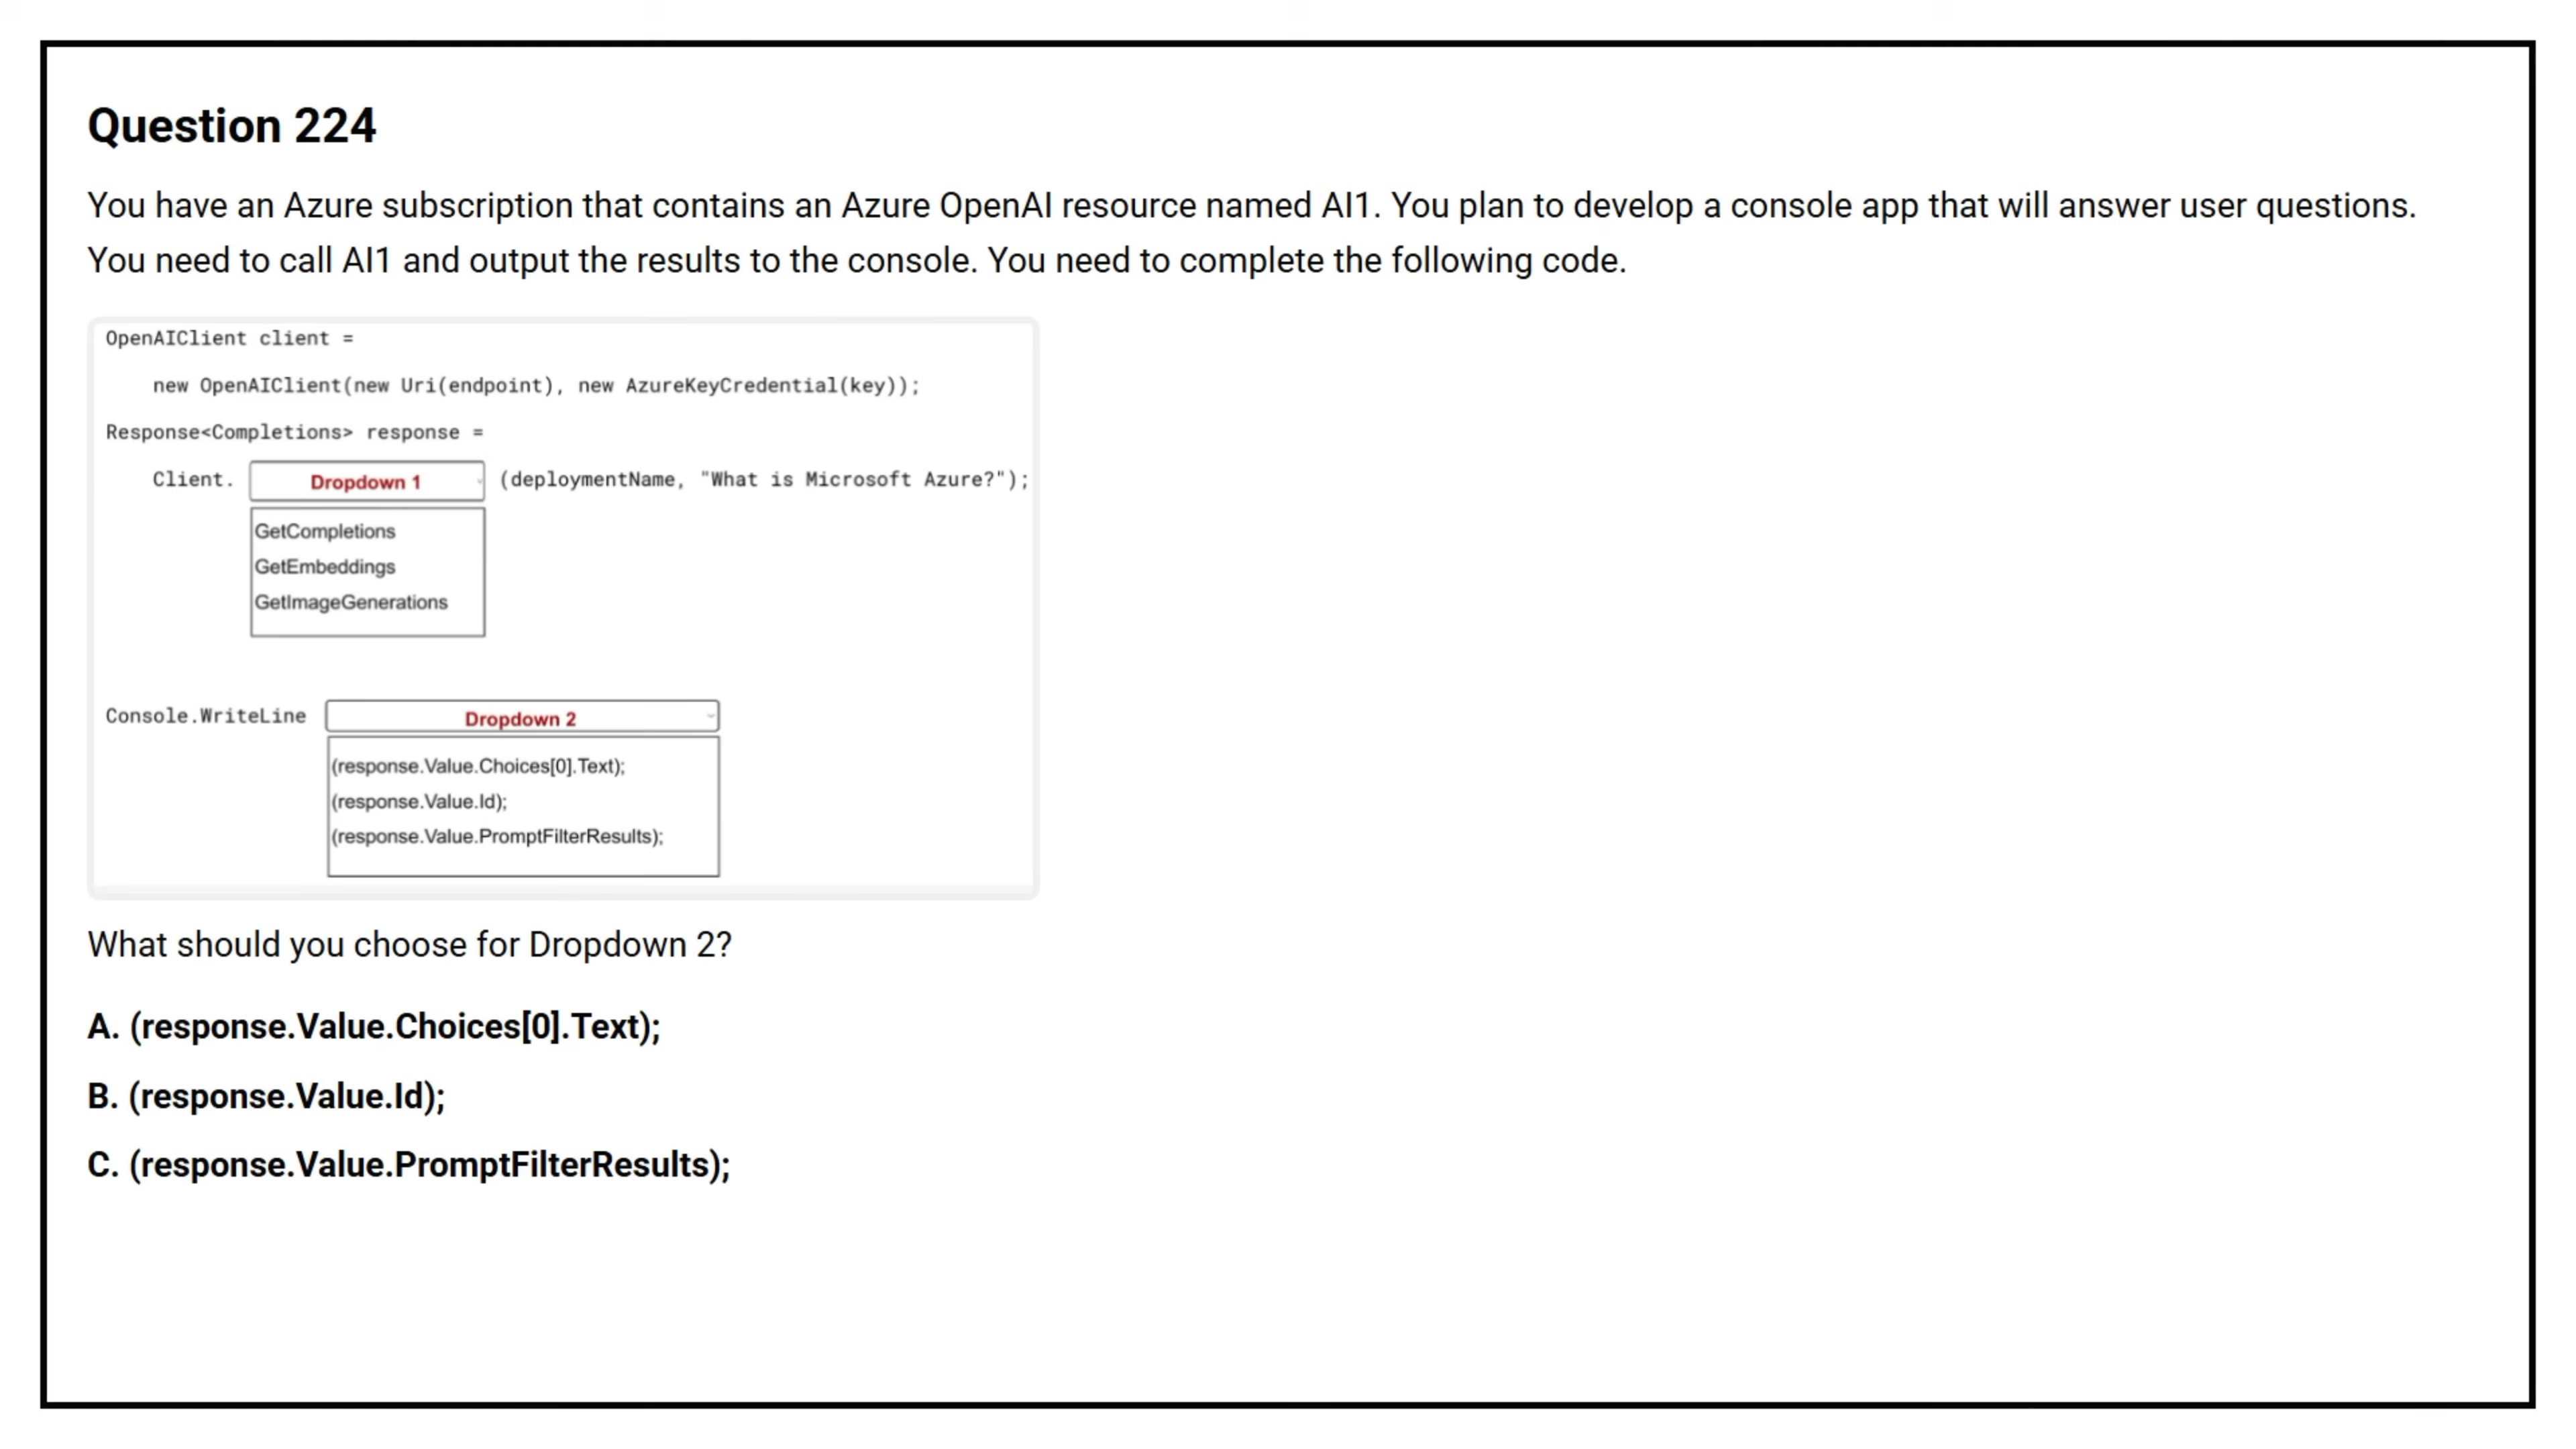 Question 224
You have an Azure subscription that contains an Azure OpenAI resource named AI1. You plan to develop a console app that will answer user questions.
You need to call AI1 and output the results to the console. You need to complete the following code.
OpenAIClient client =
new OpenAIClient(new Uri(endpoint), new AzureKeyCredential(key));
Response<Completions> response =
Client. Dropdown 1 (deploymentName, "What is Microsoft Azure?");
GetCompletions
GetEmbeddings
GetImageGenerations
Console.WriteLine Dropdown 2
(response.Value.Choices[0].Text);
(response.Value.Id);
(response.Value.PromptFilterResults);
What should you choose for Dropdown 2?
A. (response.Value.Choices[0].Text);
B. (response.Value.Id);
C. (response.Value.PromptFilterResults);